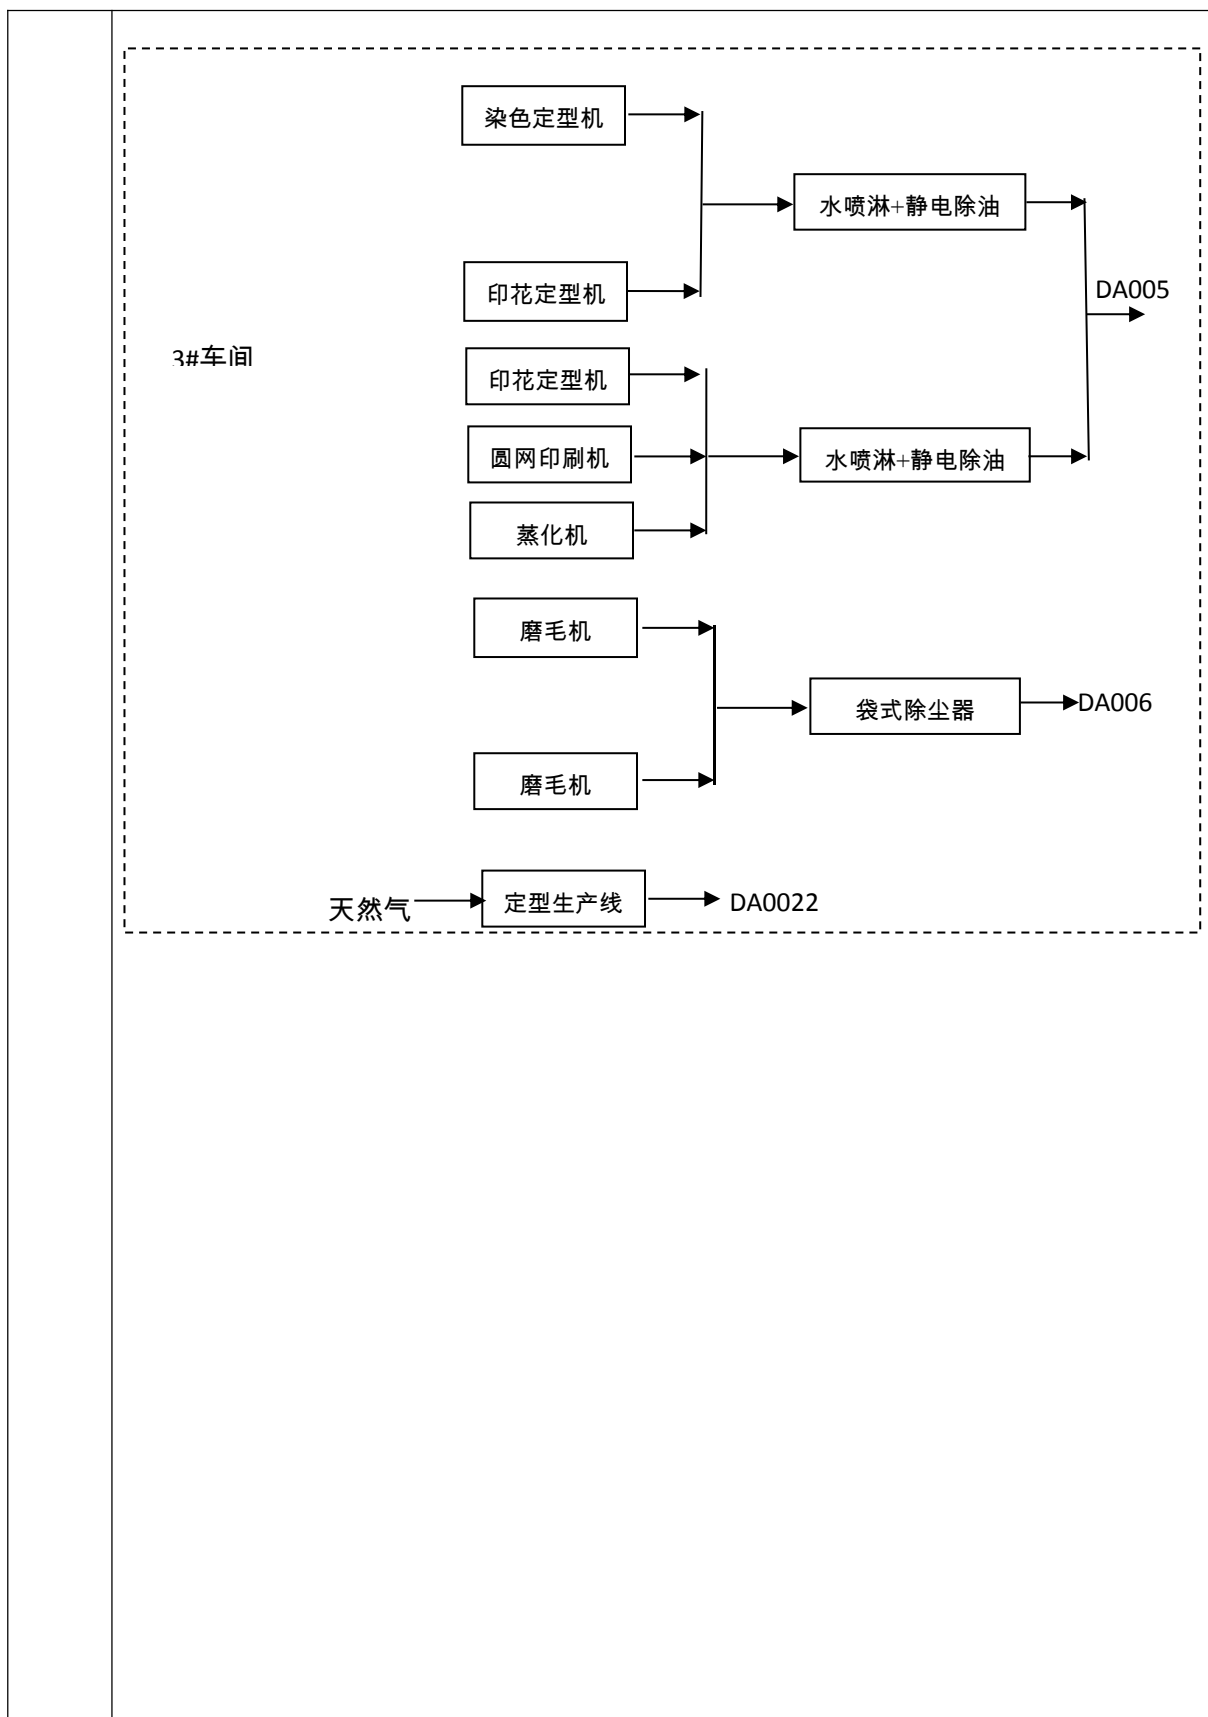 染色定型机
水喷淋+静电除油
印花定型机
DA005
3#车间
印花定型机
圆网印刷机
水喷淋+静电除油
蒸化机
磨毛机
袋式除尘器
DA006
磨毛机
天然气
定型生产线
DA0022